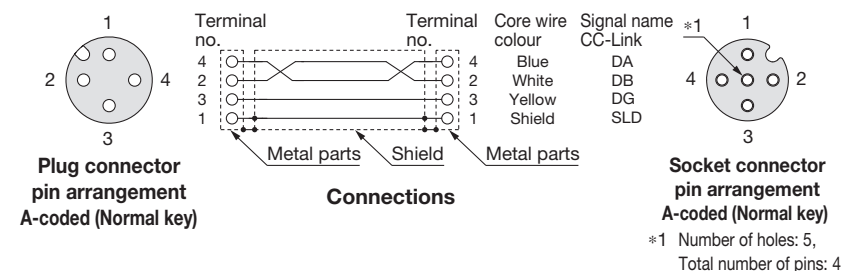 1
2 4
3
Plug connector
pin arrangement
A-coded (Normal key)
Terminal no. Terminal no. Core wire colour Signal name CC-Link
4 4 Blue DA
2 2 White DB
3 3 Yellow DG
1 1 Shield SLD
Metal parts Shield Metal parts
Connections
*1 1
4 2
3
Socket connector
pin arrangement
A-coded (Normal key)
*1 Number of holes: 5,
Total number of pins: 4